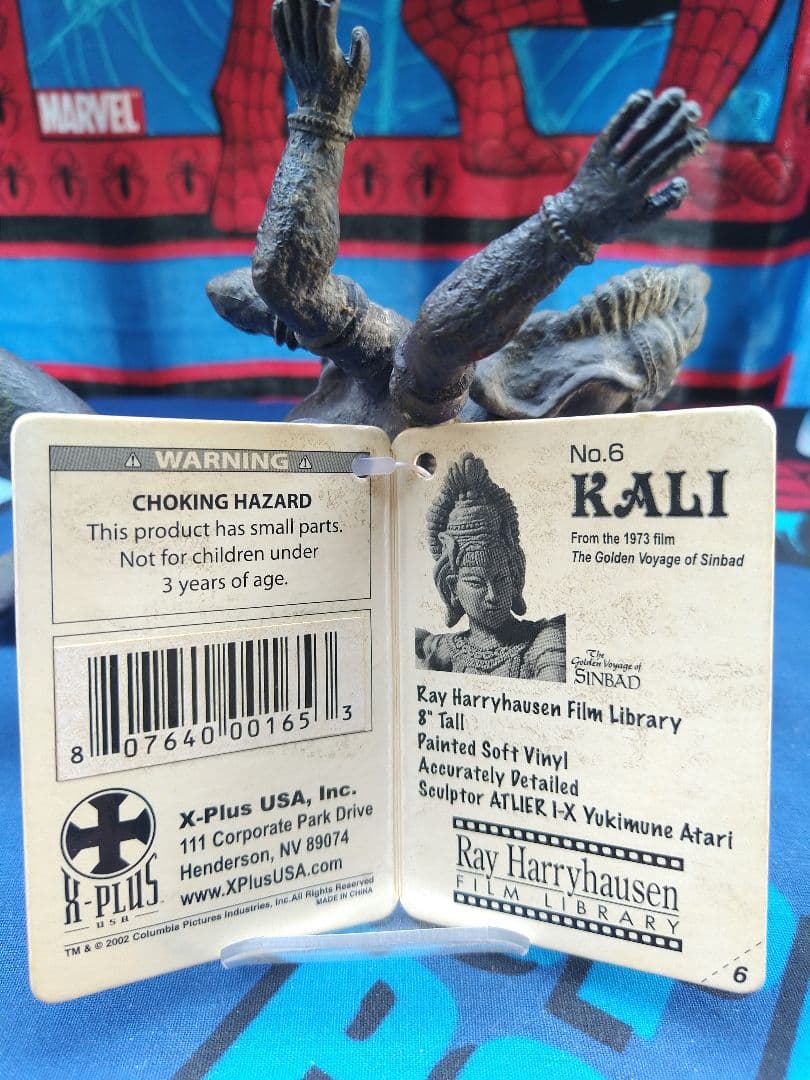 MARVEL
WARNING
CHOKING HAZARD
This product has small parts.
Not for children under
3 years of age.
8 07640 00165 3
X-PLUS
USA
X-Plus USA, Inc.
111 Corporate Park Drive
Henderson, NV 89074
www.XPlusUSA.com
TM & © 2002 Columbia Pictures Industries, Inc. All Rights Reserved
MADE IN CHINA
No.6
KALI
From the 1973 film
The Golden Voyage of Sinbad
The
Golden Voyage of
SINBAD
Ray Harryhausen Film Library
8" Tall
Painted Soft Vinyl
Accurately Detailed
Sculptor ATLIER I-X Yukimune Atari
Ray Harryhausen
FILM LIBRARY
6